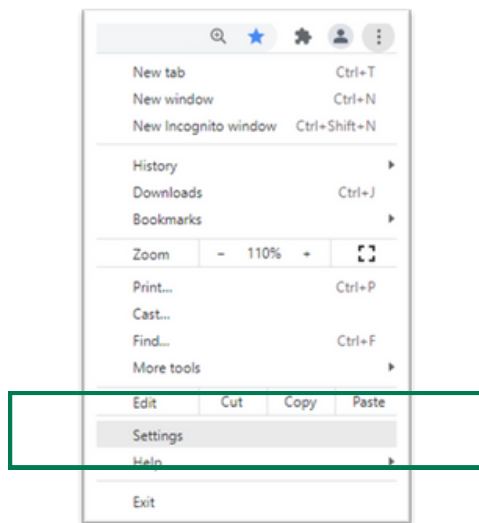 New tab Ctrl+T
New window Ctrl+N
New Incognito window Ctrl+Shift+N
History
Downloads Ctrl+J
Bookmarks
Zoom - 110% +
Print... Ctrl+P
Cast...
Find... Ctrl+F
More tools
Edit Cut Copy Paste
Settings
Help
Exit